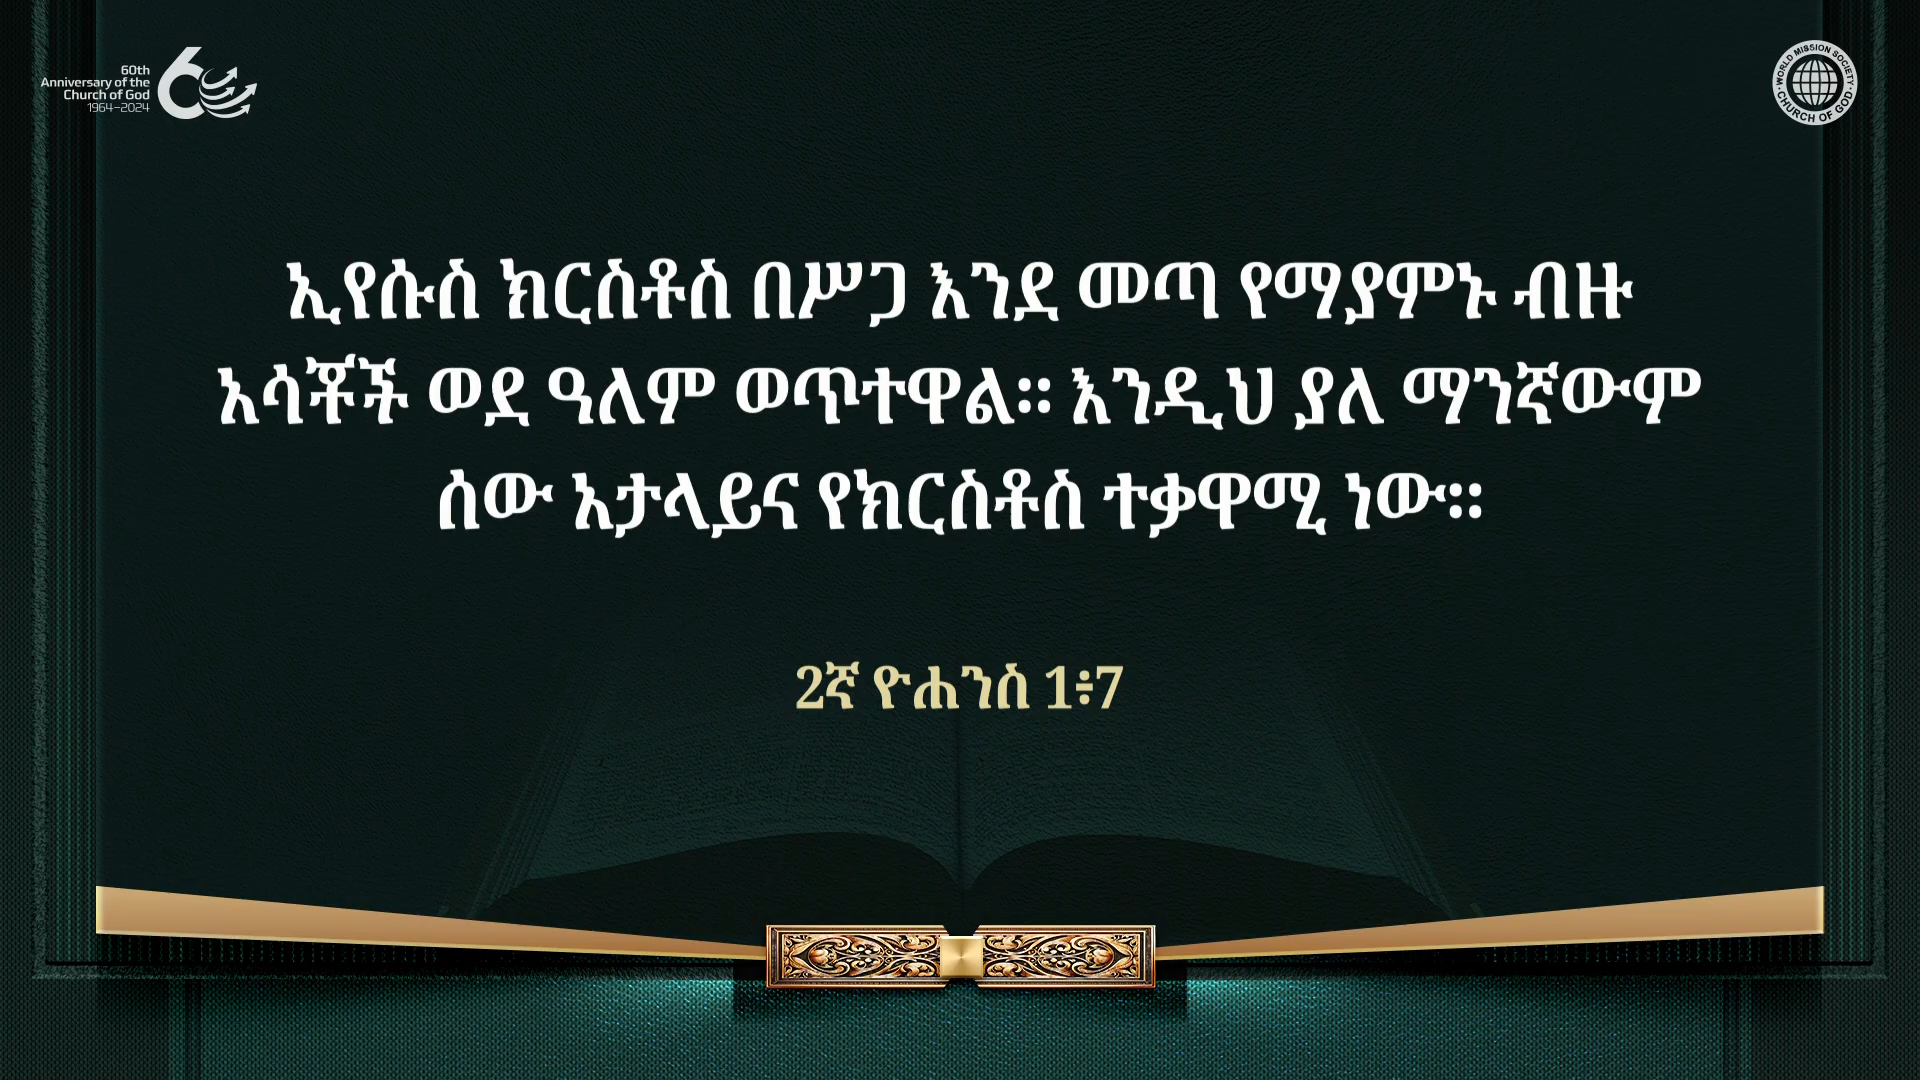 60th
Anniversary of the
Church of God
1964–2024
60
WORLD MISSION SOCIETY
CHURCH OF GOD
ኢየሱስ ክርስቶስ በሥጋ እንደ መጣ የማያምኑ ብዙ
አሳቾች ወደ ዓለም ወጥተዋል። እንዲህ ያለ ማንኛውም
ሰው አታላይና የክርስቶስ ተቃዋሚ ነው።
2ኛ ዮሐንስ 1፥7